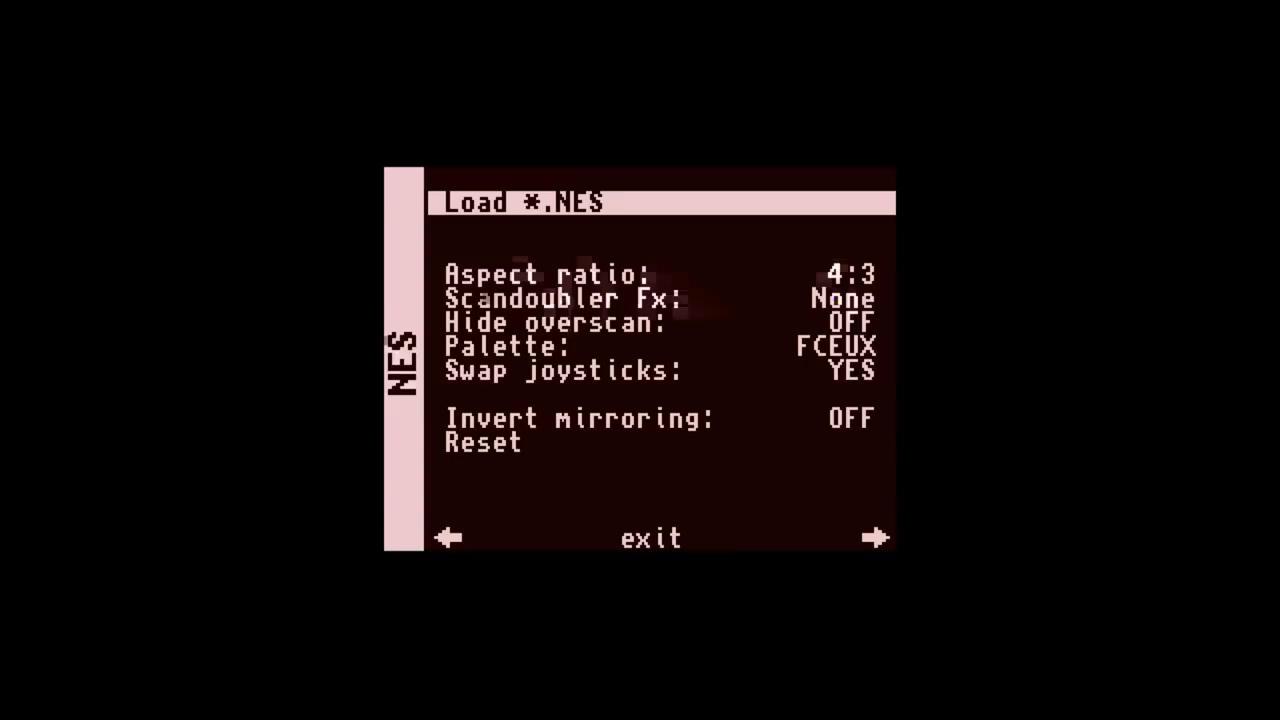 NES
Load *.NES
Aspect ratio: 4:3
Scandoubler Fx: None
Hide overscan: OFF
Palette: FCEUX
Swap joysticks: YES
Invert mirroring: OFF
Reset
exit